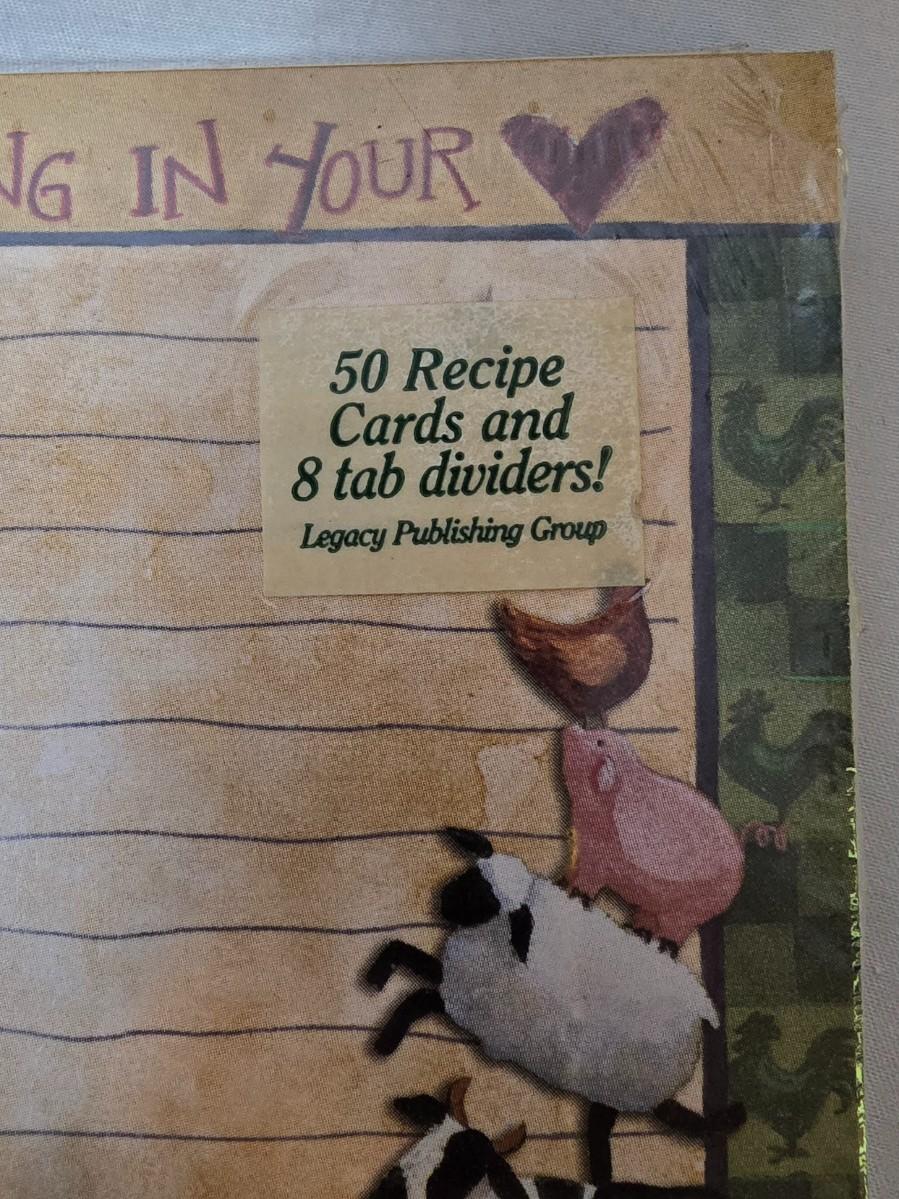 NG IN YOUR
50 Recipe
Cards and
8 tab dividers!
Legacy Publishing Group